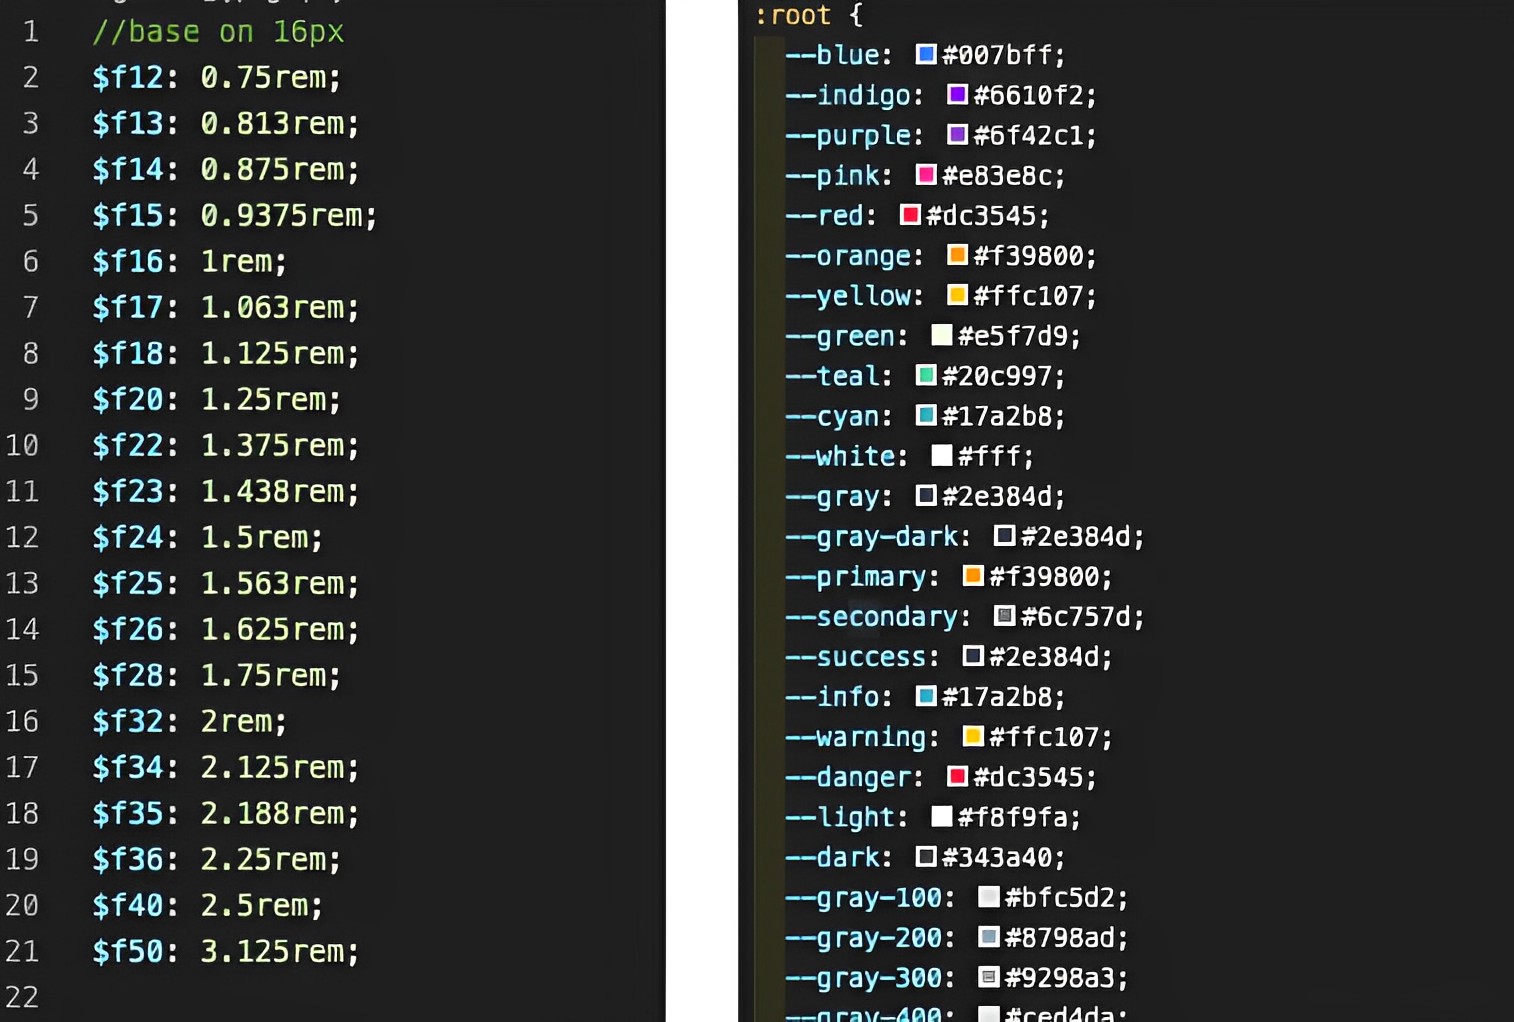 1 //base on 16px
2 $f12: 0.75rem;
3 $f13: 0.813rem;
4 $f14: 0.875rem;
5 $f15: 0.9375rem;
6 $f16: 1rem;
7 $f17: 1.063rem;
8 $f18: 1.125rem;
9 $f20: 1.25rem;
10 $f22: 1.375rem;
11 $f23: 1.438rem;
12 $f24: 1.5rem;
13 $f25: 1.563rem;
14 $f26: 1.625rem;
15 $f28: 1.75rem;
16 $f32: 2rem;
17 $f34: 2.125rem;
18 $f35: 2.188rem;
19 $f36: 2.25rem;
20 $f40: 2.5rem;
21 $f50: 3.125rem;
22
:root {
--blue: #007bff;
--indigo: #6610f2;
--purple: #6f42c1;
--pink: #e83e8c;
--red: #dc3545;
--orange: #f39800;
--yellow: #ffc107;
--green: #e5f7d9;
--teal: #20c997;
--cyan: #17a2b8;
--white: #fff;
--gray: #2e384d;
--gray-dark: #2e384d;
--primary: #f39800;
--secondary: #6c757d;
--success: #2e384d;
--info: #17a2b8;
--warning: #ffc107;
--danger: #dc3545;
--light: #f8f9fa;
--dark: #343a40;
--gray-100: #bfc5d2;
--gray-200: #8798ad;
--gray-300: #9298a3;
--gray-400: #ced4da;